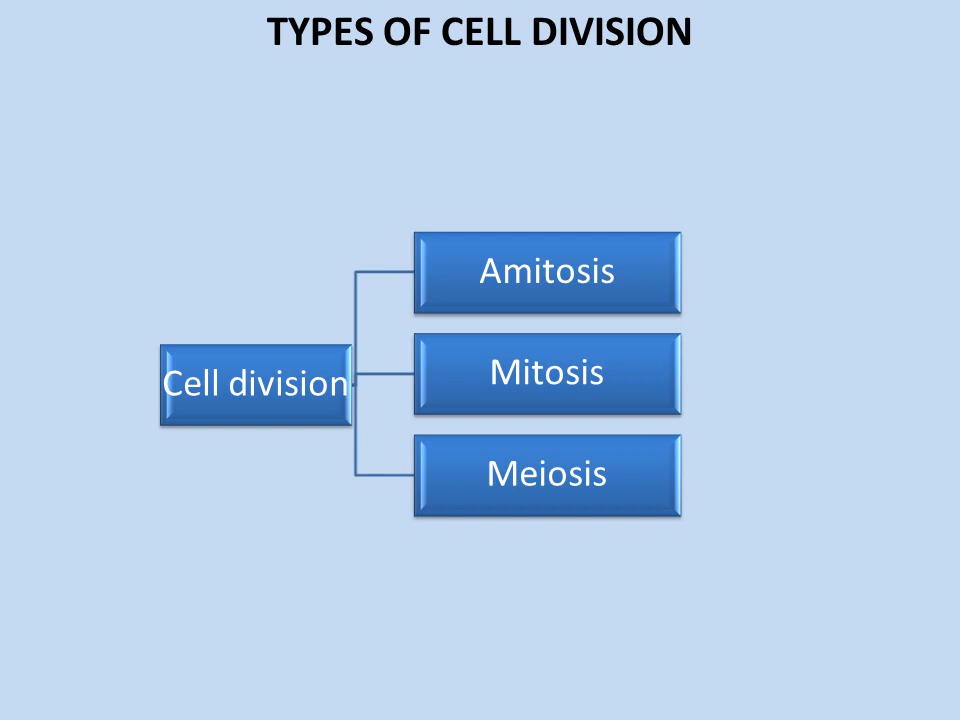 TYPES OF CELL DIVISION
Cell division
Amitosis
Mitosis
Meiosis